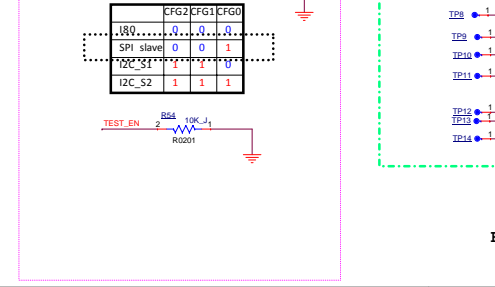 CFG2 CFG1 CFG0
I80 0 0 0
SPI slave 0 0 1
I2C_S1 1 1 0
I2C_S2 1 1 1
TEST_EN 2 R54 10K_J 1
R0201
TP8 1
TP9 1
TP10 1
TP11 1
TP12 1
TP13 1
TP14 1